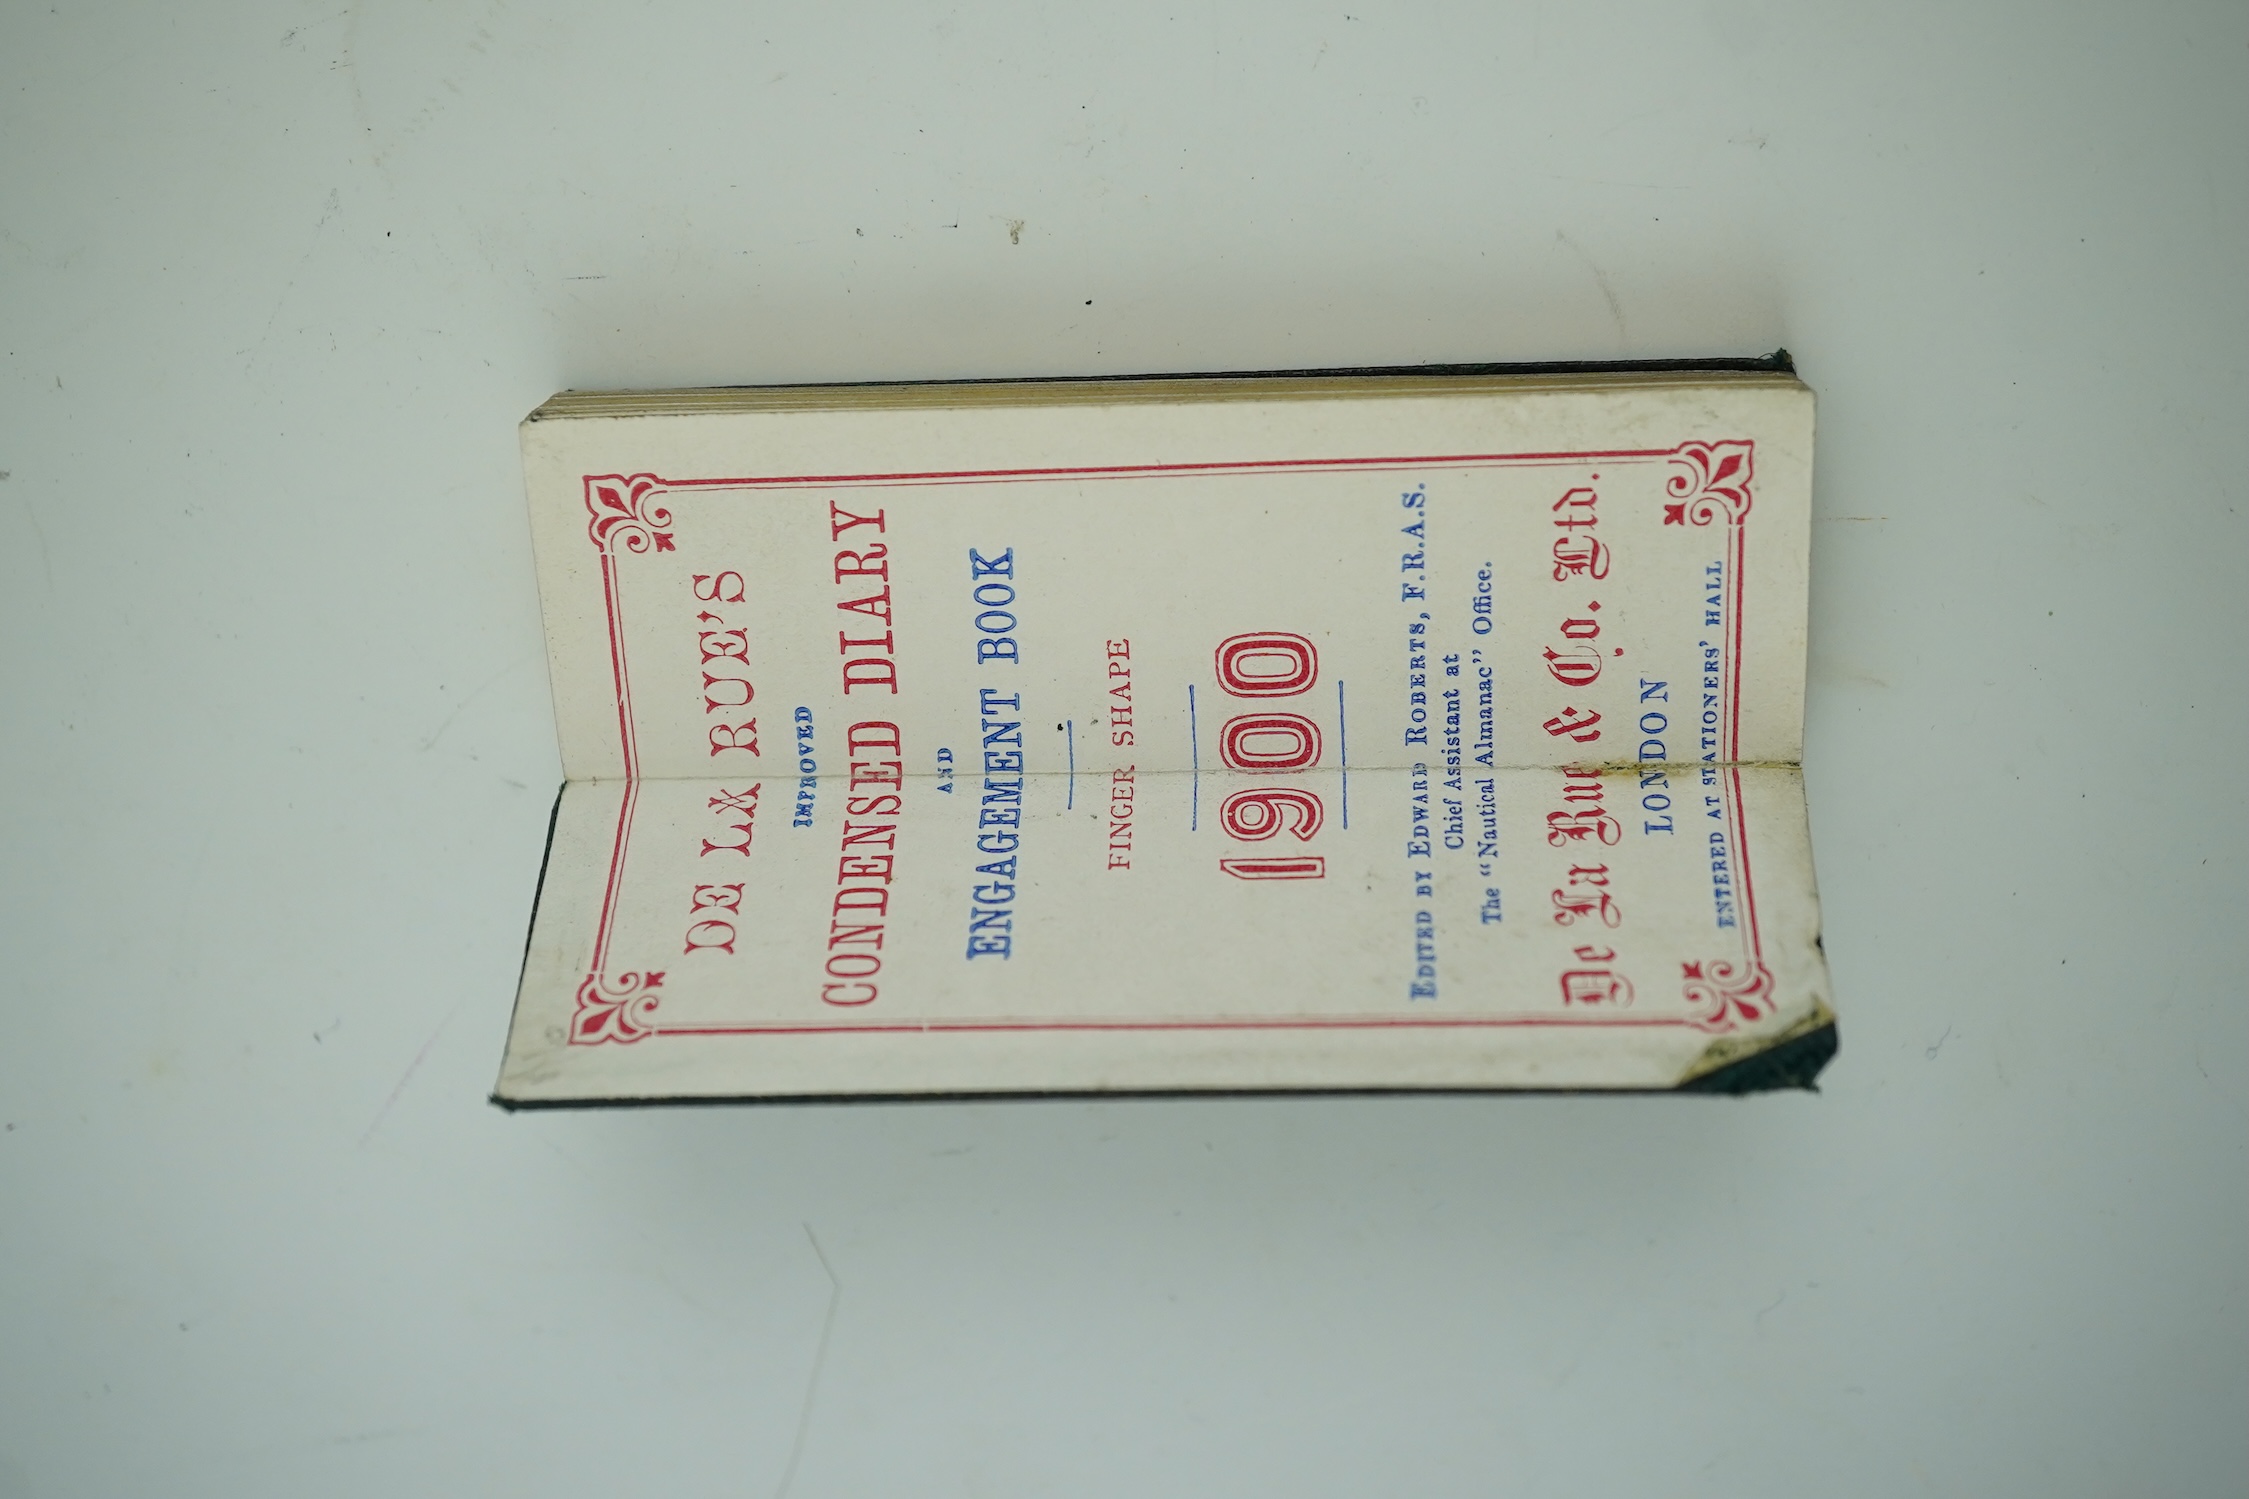 DE LA RUE'S
IMPROVED
CONDENSED DIARY
AND
ENGAGEMENT BOOK
FINGER SHAPE
1900
EDITED BY EDWARD ROBERTS, F.R.A.S.
Chief Assistant at
The "Nautical Almanac" Office.
De La Rue & Co. Ltd.
LONDON
ENTERED AT STATIONERS' HALL